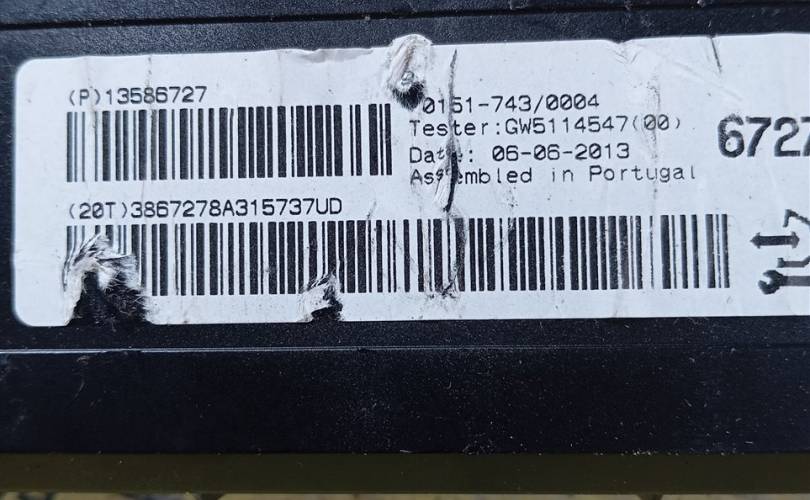 (P)13586727
0151-743/0004
Tester:GW5114547(00)
Date: 06-06-2013
Assembled in Portugal
6727
(20T)3867278A315737UD